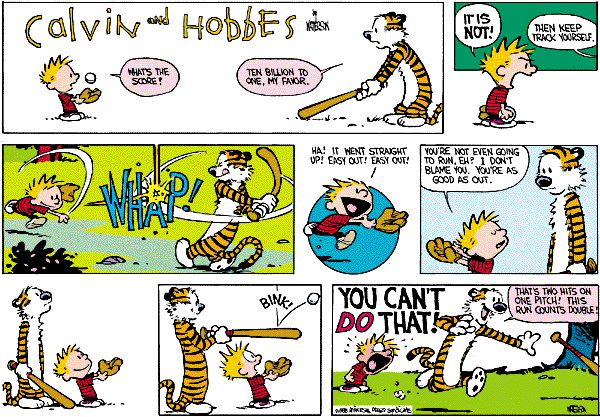 Calvin and Hobbes
WHAT'S THE
SCORE?
TEN BILLION TO
ONE, MY FAVOR.
IT IS
NOT!
THEN KEEP
TRACK YOURSELF.
WHAP!
HA! IT WENT STRAIGHT
UP! EASY OUT! EASY OUT!
YOU'RE NOT EVEN GOING
TO RUN, EH? I DON'T
BLAME YOU. YOU'RE AS
GOOD AS OUT.
BINK!
YOU CAN'T
DO THAT!
THAT'S TWO HITS ON
ONE PITCH! THIS
RUN COUNTS DOUBLE!